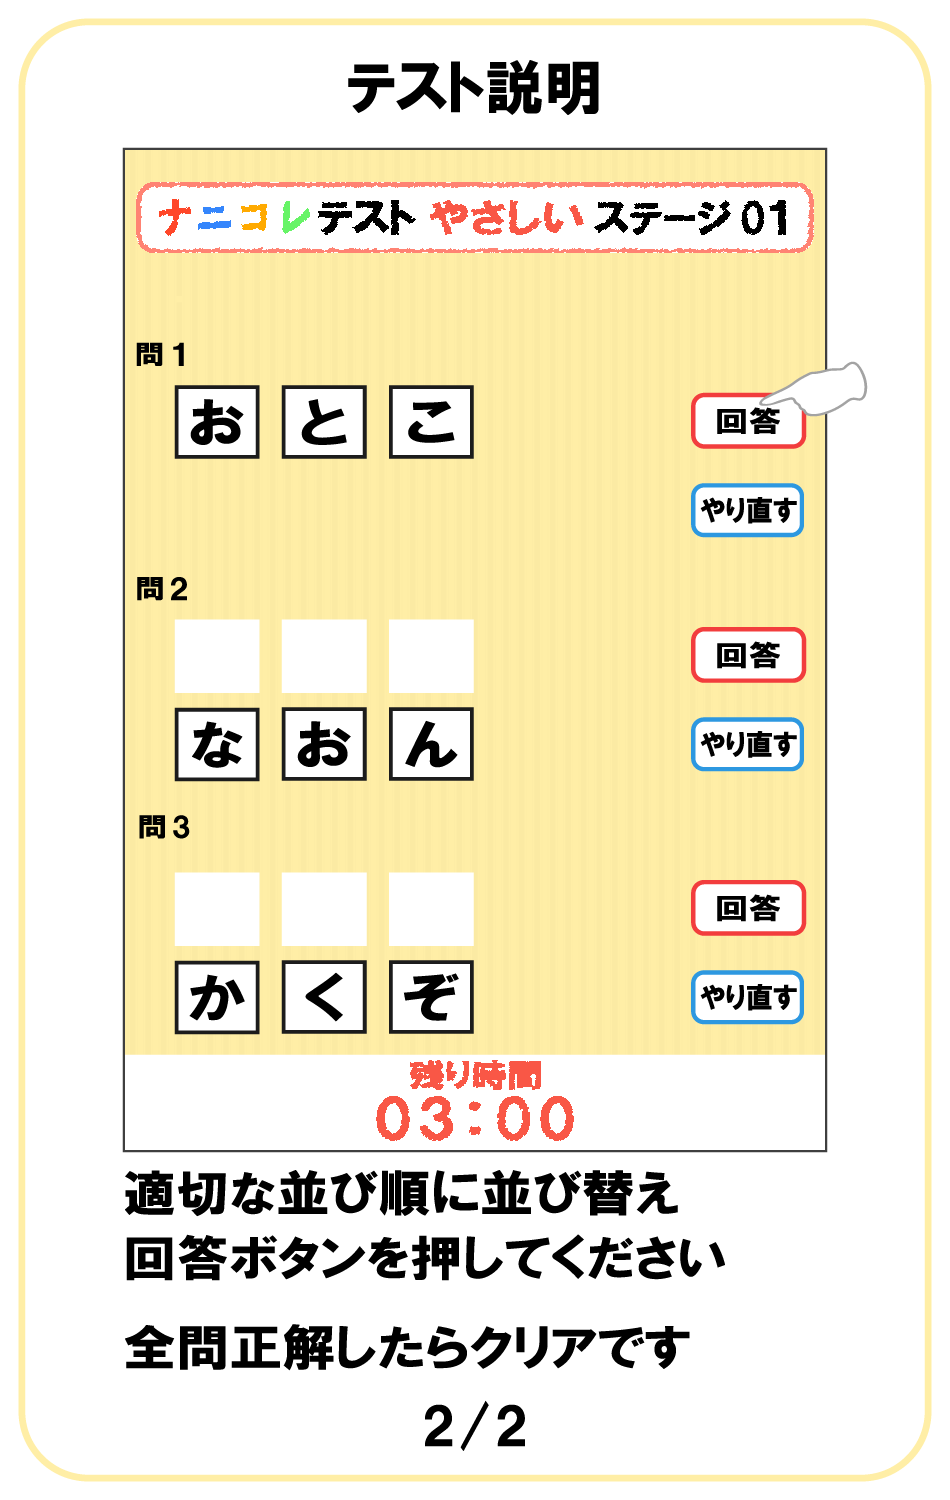 テスト説明
ナニコレテスト やさしい ステージ 01
問 1
お と こ
回答
やり直す
問 2
回答
な お ん
やり直す
問 3
回答
か く ぞ
やり直す
残り時間
03:00
適切な並び順に並び替え
回答ボタンを押してください
全問正解したらクリアです
2/2